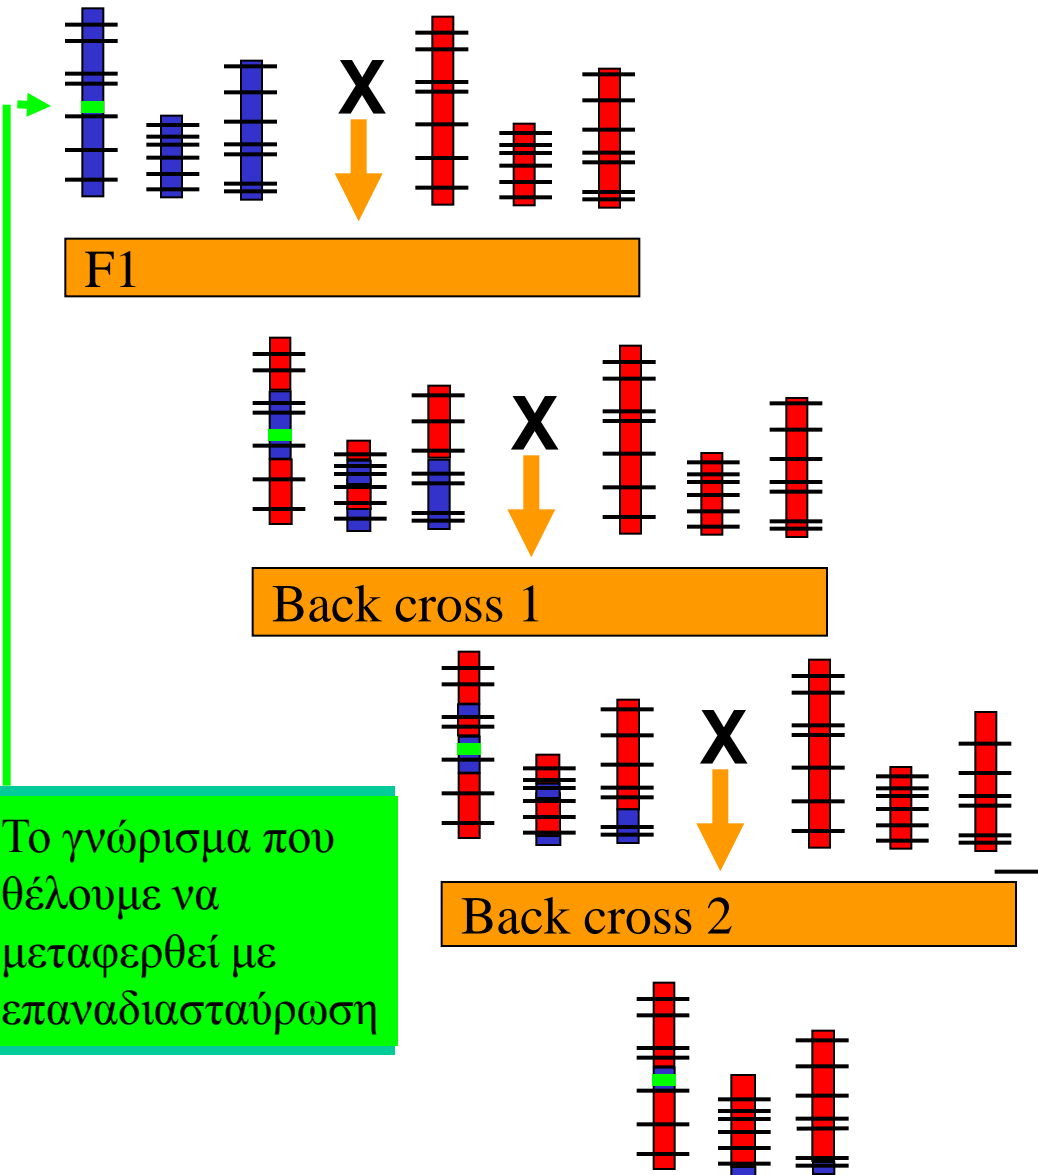 X
F1
X
Back cross 1
X
Back cross 2
Το γνώρισμα που
θέλουμε να
μεταφερθεί με
επαναδιασταύρωση